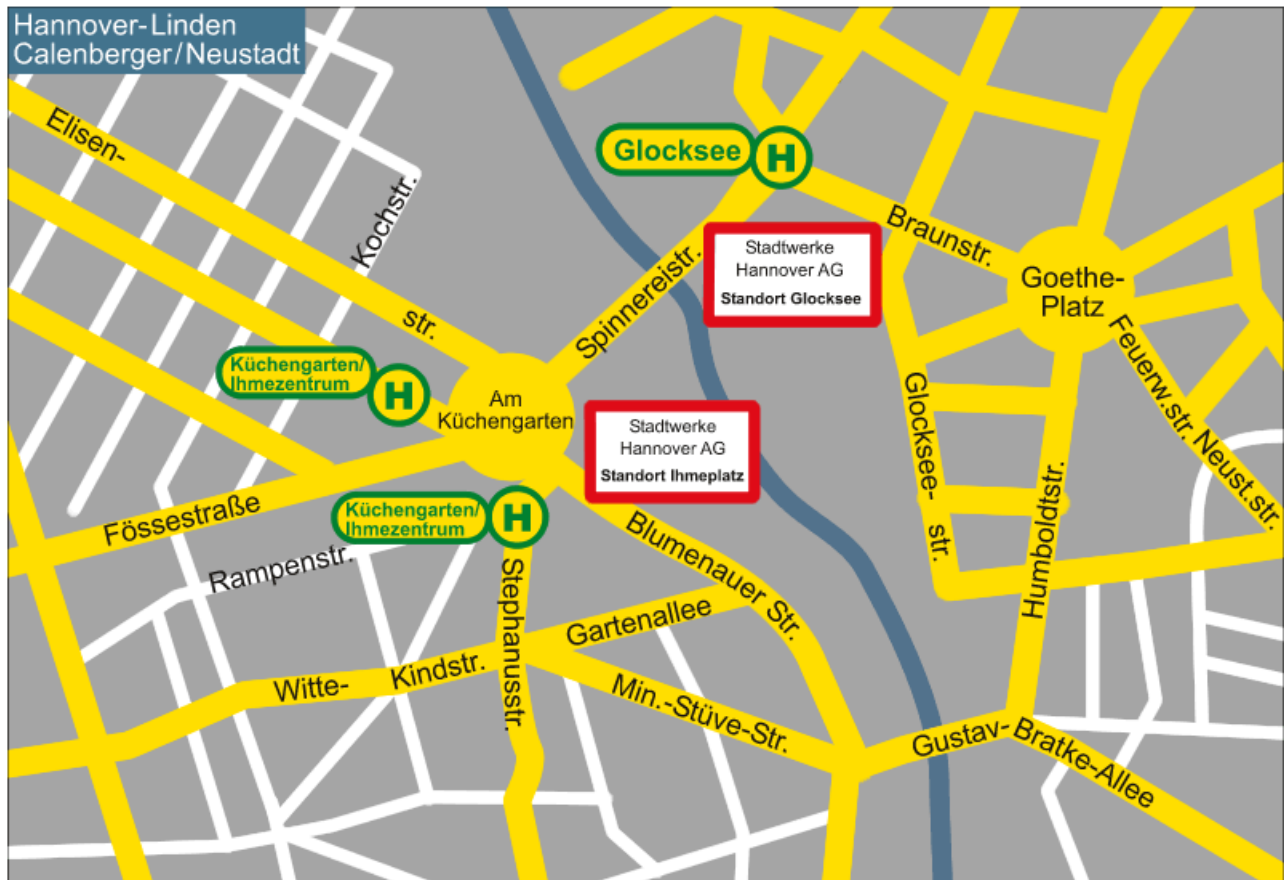 Hannover-Linden
Calenberger/Neustadt
Elisen-
str.
Kochstr.
Glocksee
H
Braunstr.
Spinnereistr.
Stadtwerke
Hannover AG
Standort Glocksee
Goethe-
Platz
Küchengarten/
Ihmezentrum
H
Am
Küchengarten
Stadtwerke
Hannover AG
Standort Ihmeplatz
Feuerw.str.
Neust.str.
Glocksee-
str.
Humboldtstr.
Fössestraße
Küchengarten/
Ihmezentrum
H
Rampenstr.
Blumenauer Str.
Stephanusstr.
Gartenallee
Witte-
Kindstr.
Min.-Stüve-Str.
Gustav-
Bratke-Allee